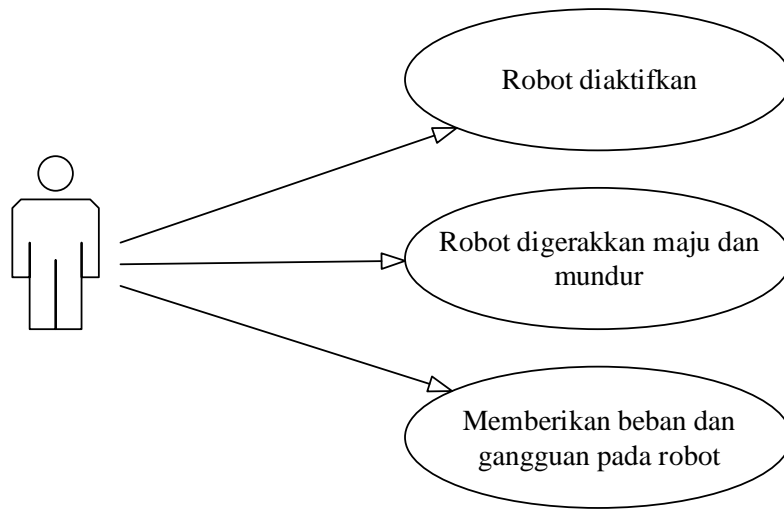 Robot diaktifkan
Robot digerakkan maju dan
mundur
Memberikan beban dan
gangguan pada robot